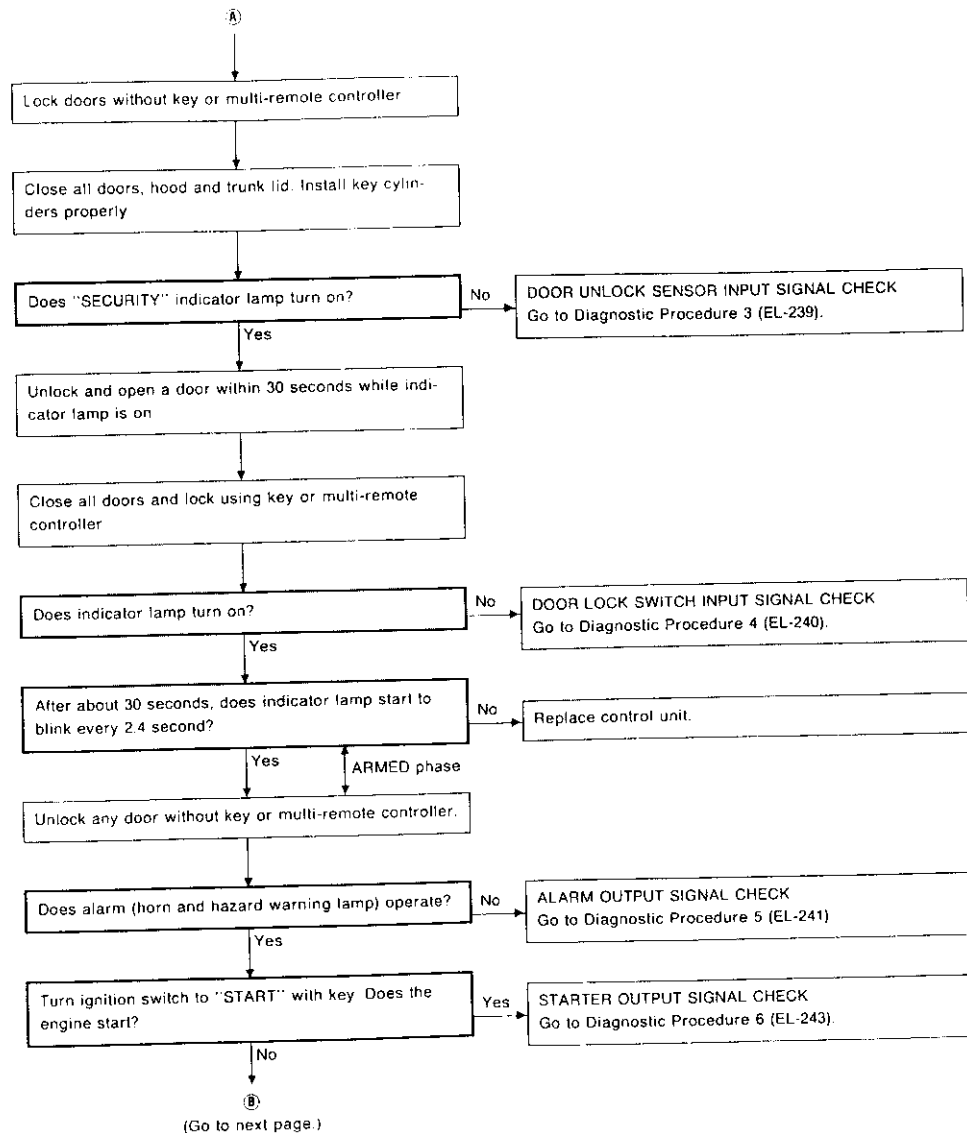 A
Lock doors without key or multi-remote controller
Close all doors, hood and trunk lid. Install key cylin-
ders properly
Does "SECURITY" indicator lamp turn on?
No
DOOR UNLOCK SENSOR INPUT SIGNAL CHECK
Go to Diagnostic Procedure 3 (EL-239).
Yes
Unlock and open a door within 30 seconds while indi-
cator lamp is on
Close all doors and lock using key or multi-remote
controller
Does indicator lamp turn on?
No
DOOR LOCK SWITCH INPUT SIGNAL CHECK
Go to Diagnostic Procedure 4 (EL-240).
Yes
After about 30 seconds, does indicator lamp start to
blink every 2.4 second?
No
Replace control unit.
Yes
ARMED phase
Unlock any door without key or multi-remote controller.
Does alarm (horn and hazard warning lamp) operate?
No
ALARM OUTPUT SIGNAL CHECK
Go to Diagnostic Procedure 5 (EL-241)
Yes
Turn ignition switch to "START" with key Does the
engine start?
Yes
STARTER OUTPUT SIGNAL CHECK
Go to Diagnostic Procedure 6 (EL-243).
No
B
(Go to next page.)